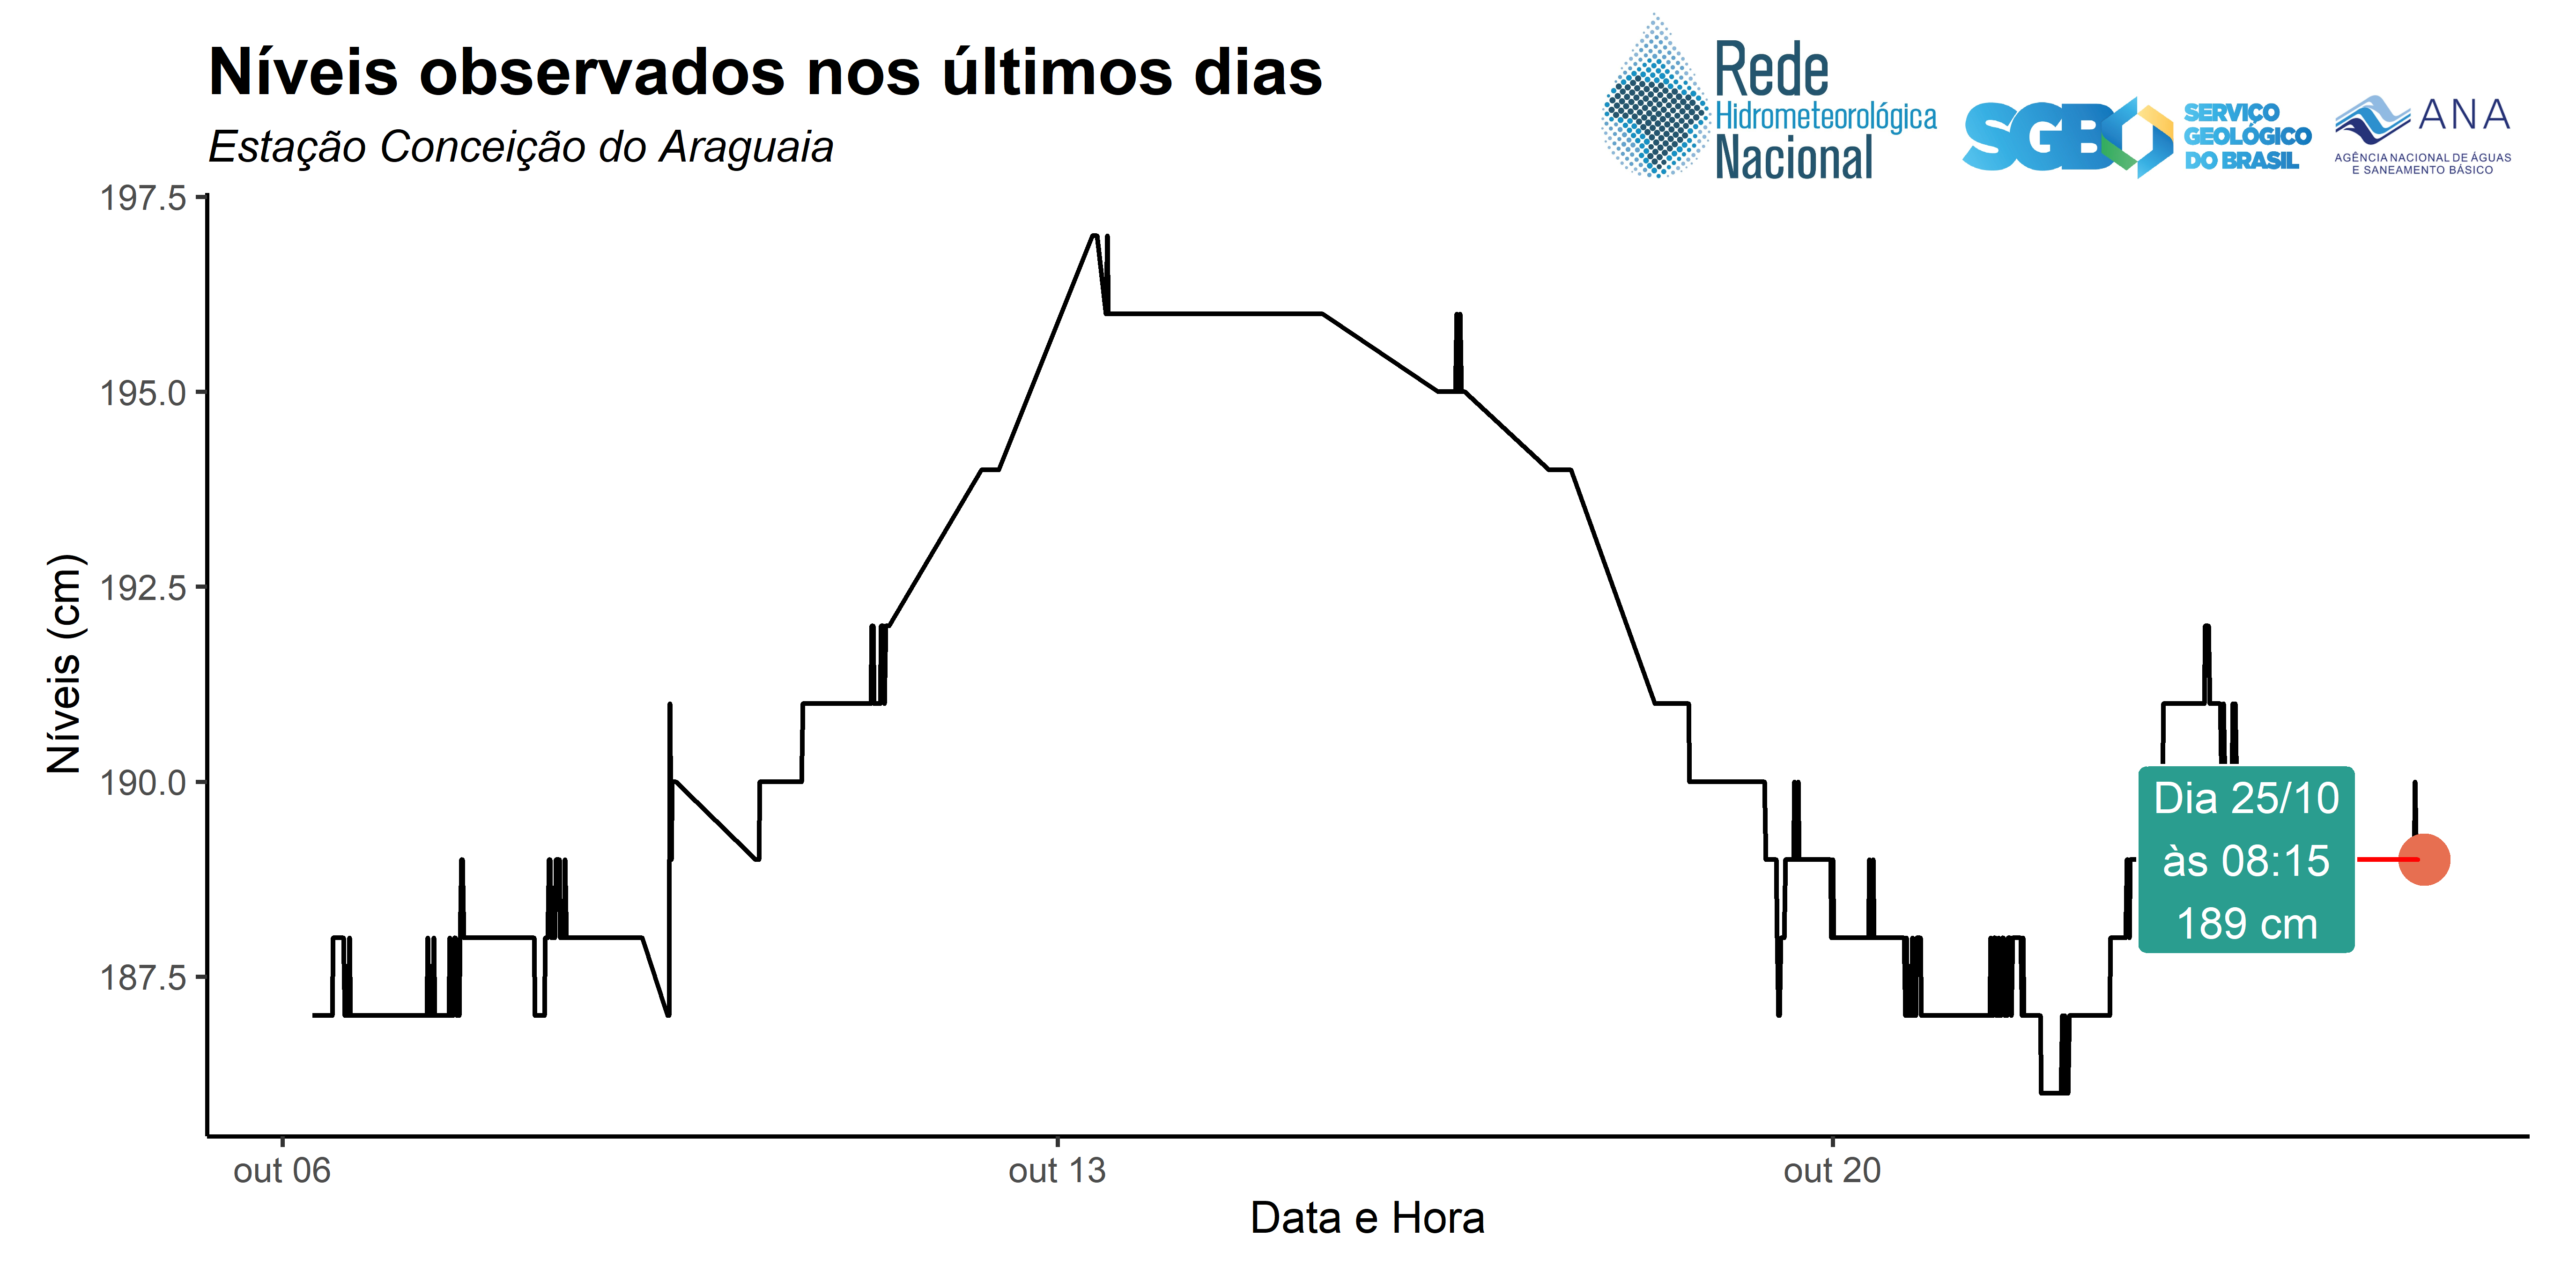 Níveis observados nos últimos dias
Estação Conceição do Araguaia
Rede
Hidrometeorológica
Nacional
SGB
SERVIÇO
GEOLÓGICO
DO BRASIL
ANA
AGÊNCIA NACIONAL DE ÁGUAS
E SANEAMENTO BÁSICO
Níveis (cm)
197.5
195.0
192.5
190.0
187.5
Dia 25/10
às 08:15
189 cm
out 06
out 13
out 20
Data e Hora